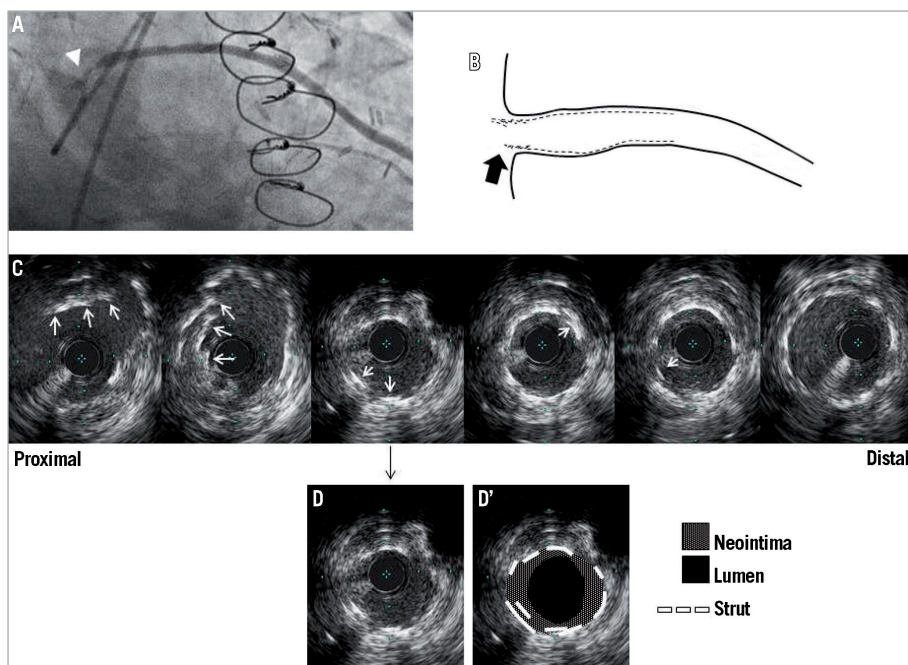 A
B
C
Proximal
Distal
D
D’
Neointima
Lumen
Strut